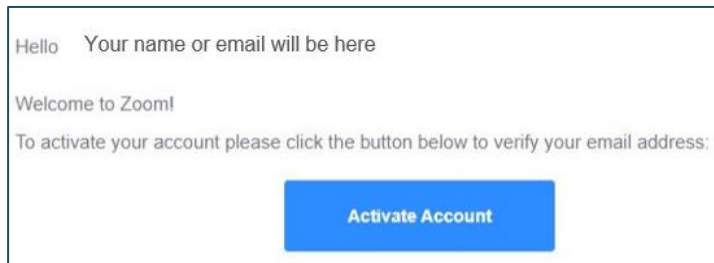 Hello Your name or email will be here
Welcome to Zoom!
To activate your account please click the button below to verify your email address:
Activate Account